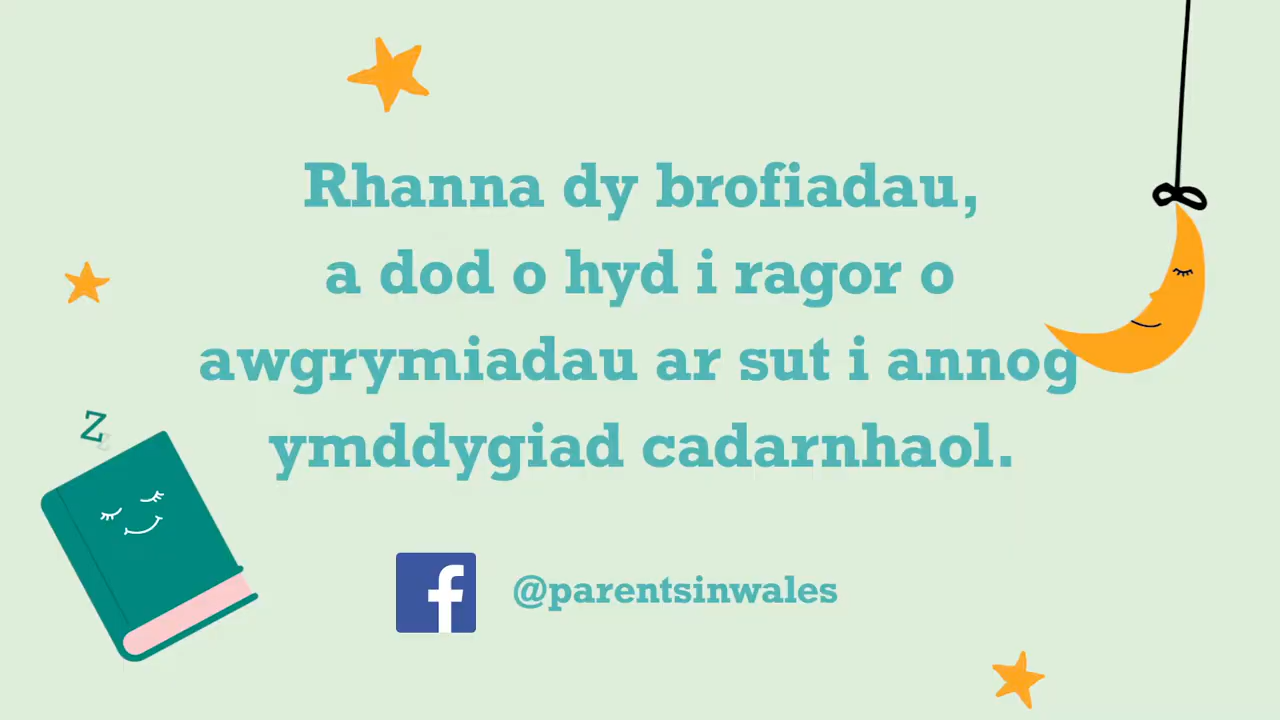 Rhanna dy brofiadau,
a dod o hyd i ragor o
awgrymiadau ar sut i annog
ymddygiad cadarnhaol.
Z
z
@parentsinwales